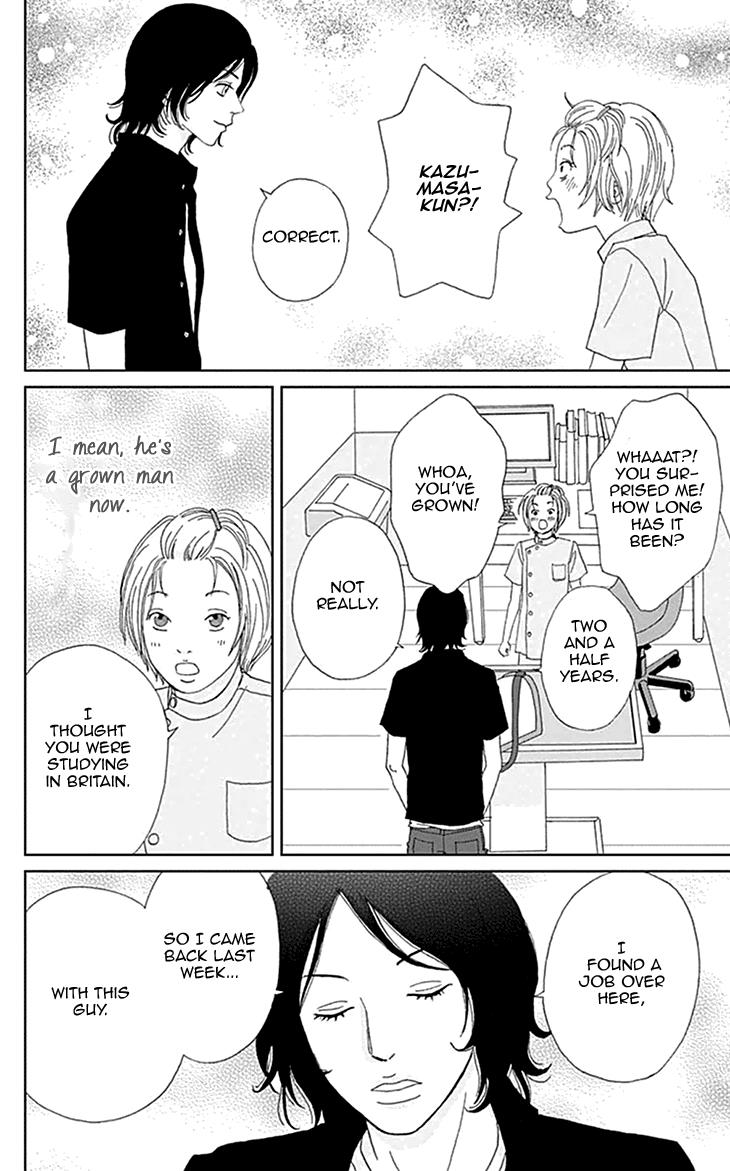 KAZU-
MASA-
KUN?!
CORRECT.
WHAAAT?!
YOU SUR-
PRISED ME!
HOW LONG
HAS IT
BEEN?
TWO
AND A
HALF
YEARS.
WHOA,
YOU'VE
GROWN!
NOT
REALLY.
I mean, he's
a grown man
now.
I
THOUGHT
YOU WERE
STUDYING
IN BRITAIN.
I
FOUND A
JOB OVER
HERE,
SO I CAME
BACK LAST
WEEK...
WITH THIS
GUY.